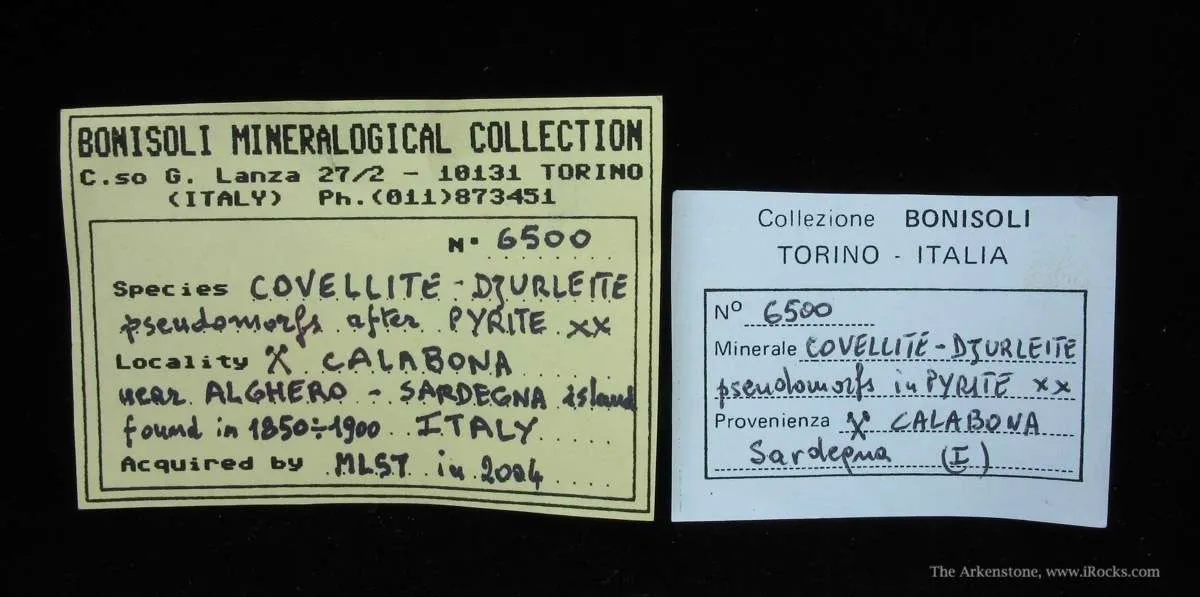 BONISOLI MINERALOGICAL COLLECTION
C.so G. Lanza 27/2 - 10131 TORINO
(ITALY) Ph.(011)873451
N° 6500
Species COVELLITE - DJURLEITE
pseudomorfs after PYRITE xx
Locality CALABONA
near ALGHERO - SARDEGNA island
found in 1850÷1900 ITALY
Acquired by MLST in 2004
Collezione BONISOLI
TORINO - ITALIA
N° 6500
Minerale COVELLITE - DJURLEITE
pseudomorfs in PYRITE xx
Provenienza CALABONA
Sardegna (I)
The Arkenstone, www.iRocks.com